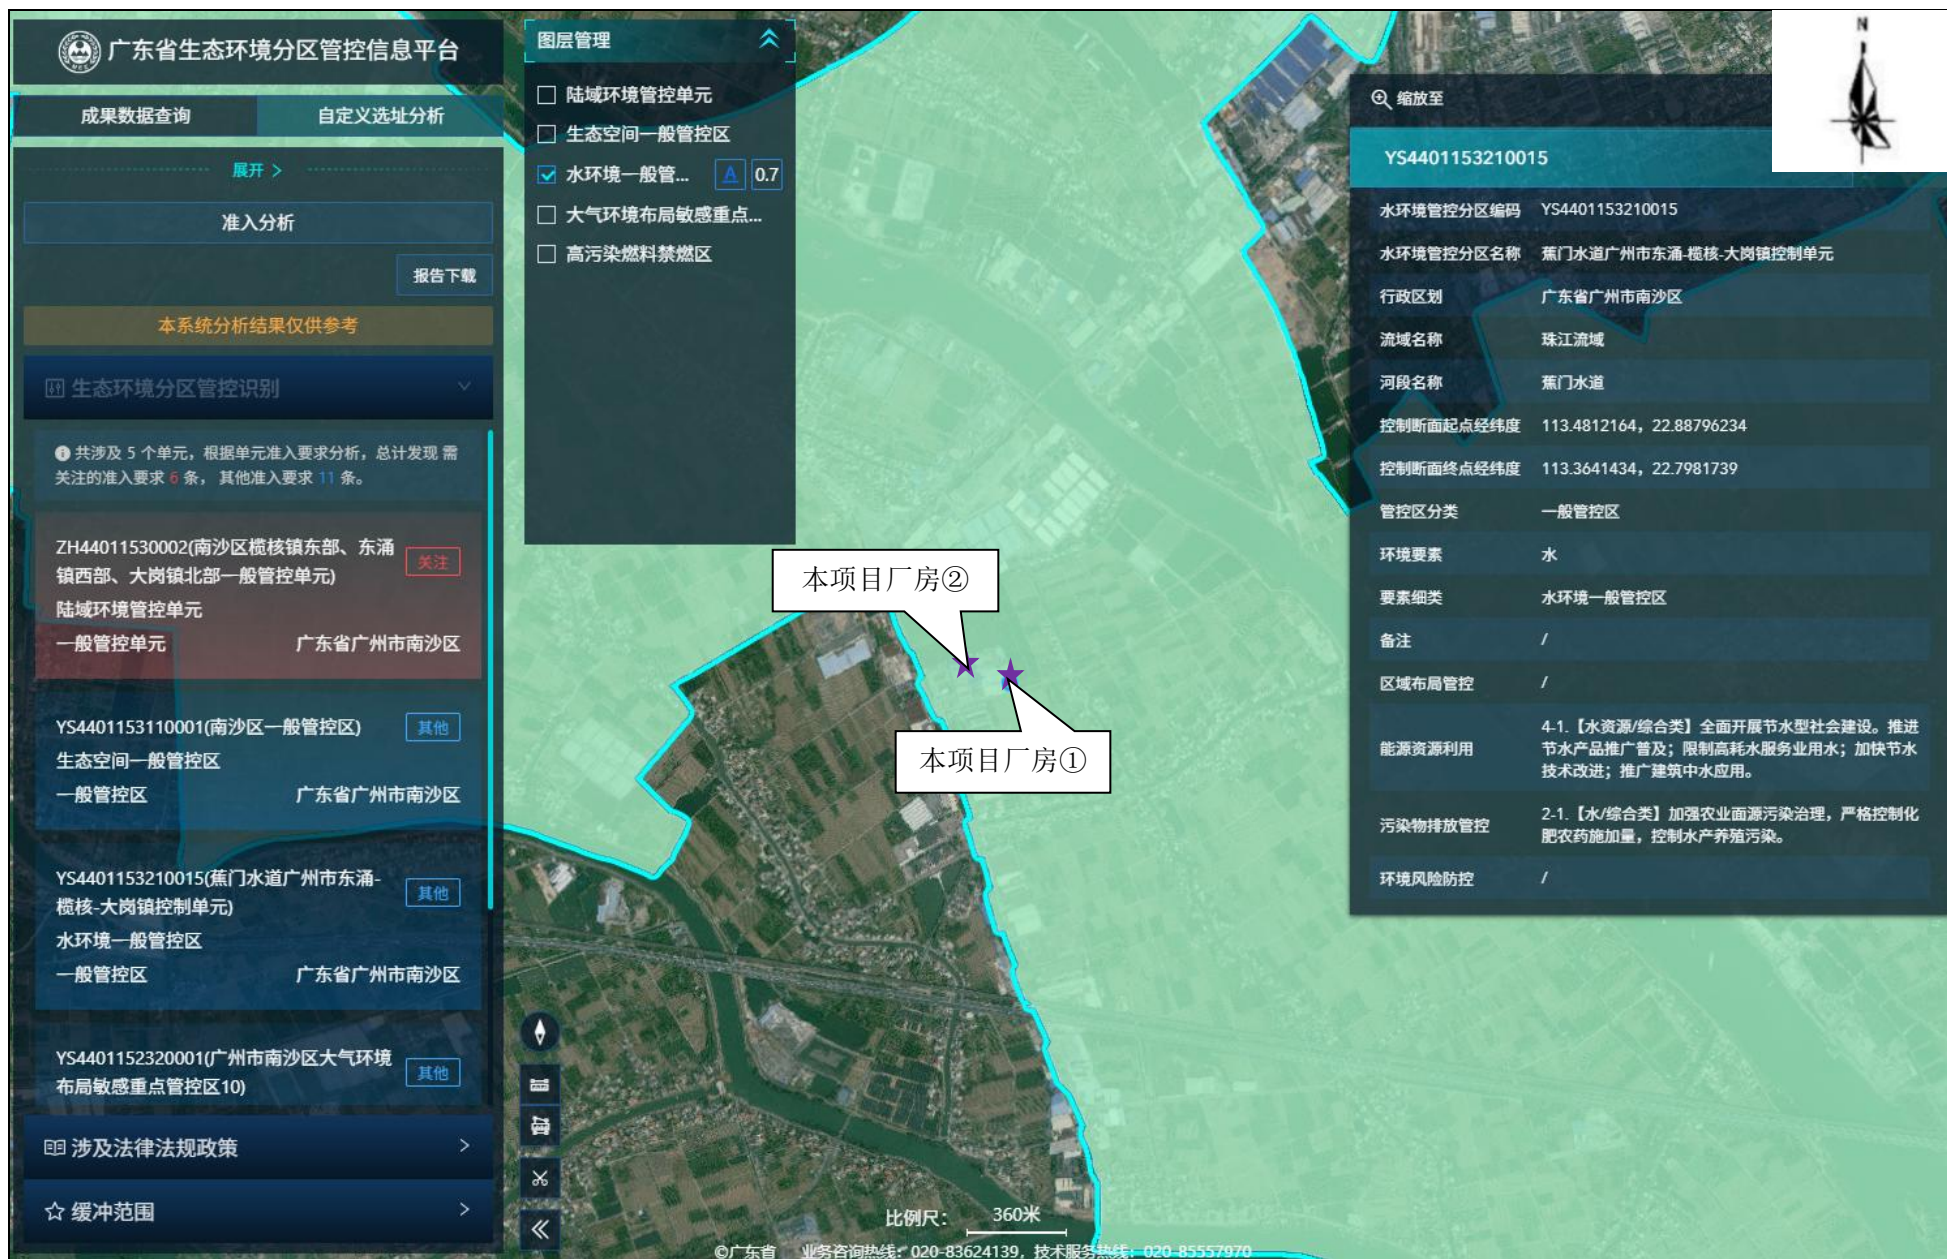 广东省生态环境分区管控信息平台
成果数据查询
自定义选址分析
展开 >
准入分析
报告下载
本系统分析结果仅供参考
生态环境分区管控识别
共涉及 5 个单元，根据单元准入要求分析，总计发现 需
关注的准入要求 6 条， 其他准入要求 11 条。
ZH44011530002(南沙区榄核镇东部、东涌
镇西部、大岗镇北部一般管控单元)
关注
陆域环境管控单元
一般管控单元
广东省广州市南沙区
YS4401153110001(南沙区一般管控区)
其他
生态空间一般管控区
一般管控区
广东省广州市南沙区
YS4401153210015(蕉门水道广州市东涌-
榄核-大岗镇控制单元)
其他
水环境一般管控区
一般管控区
广东省广州市南沙区
YS4401152320001(广州市南沙区大气环境
布局敏感重点管控区10)
其他
涉及法律法规政策
缓冲范围
图层管理
陆域环境管控单元
生态空间一般管控区
水环境一般管...
A
0.7
大气环境布局敏感重点...
高污染燃料禁燃区
本项目厂房②
本项目厂房①
比例尺：
360米
©广东省
业务咨询热线：020-83624139，技术服务热线：020-85557970
N
缩放至
YS4401153210015
水环境管控分区编码 YS4401153210015
水环境管控分区名称 蕉门水道广州市东涌-榄核-大岗镇控制单元
行政区划 广东省广州市南沙区
流域名称 珠江流域
河段名称 蕉门水道
控制断面起点经纬度 113.4812164，22.88796234
控制断面终点经纬度 113.3641434，22.7981739
管控区分类 一般管控区
环境要素 水
要素细类 水环境一般管控区
备注 /
区域布局管控 /
能源资源利用
4-1.【水资源/综合类】全面开展节水型社会建设。推进
节水产品推广普及；限制高耗水服务业用水；加快节水
技术改进；推广建筑中水应用。
污染物排放管控
2-1.【水/综合类】加强农业面源污染治理，严格控制化
肥农药施加量，控制水产养殖污染。
环境风险防控 /